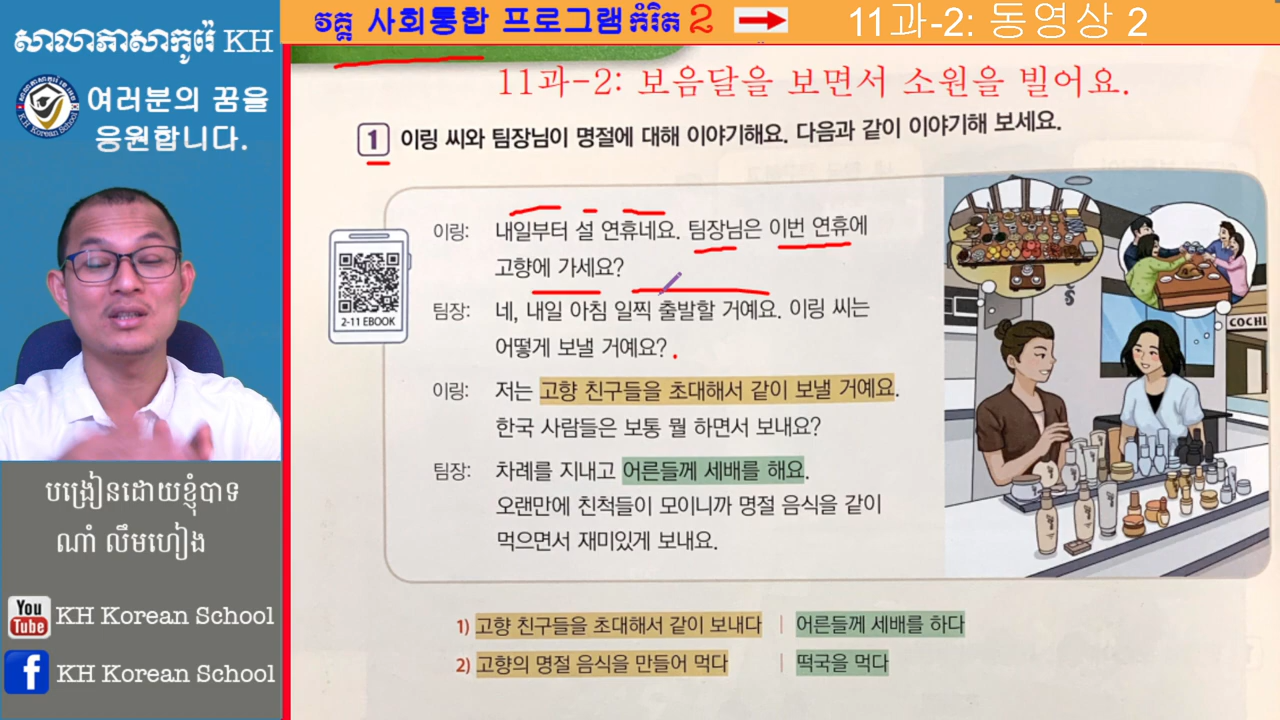 សាលាភាសាកូរ៉េ KH
여러분의 꿈을
응원합니다.
KH Korean School
បង្រៀនដោយខ្ញុំបាទ
ណាំ លឹមហៀង
You
Tube
KH Korean School
f
KH Korean School
វគ្គ 사회통합 프로그램 កំរិត 2
11과-2: 동영상 2
11과-2: 보음달을 보면서 소원을 빌어요.
1 이링 씨와 팀장님이 명절에 대해 이야기해요. 다음과 같이 이야기해 보세요.
2-11 EBOOK
이링: 내일부터 설 연휴네요. 팀장님은 이번 연휴에
고향에 가세요?
팀장: 네, 내일 아침 일찍 출발할 거예요. 이링 씨는
어떻게 보낼 거예요?
이링: 저는 고향 친구들을 초대해서 같이 보낼 거예요.
한국 사람들은 보통 뭘 하면서 보내요?
팀장: 차례를 지내고 어른들께 세배를 해요.
오랜만에 친척들이 모이니까 명절 음식을 같이
먹으면서 재미있게 보내요.
COCHI
1) 고향 친구들을 초대해서 같이 보내다 | 어른들께 세배를 하다
2) 고향의 명절 음식을 만들어 먹다 | 떡국을 먹다